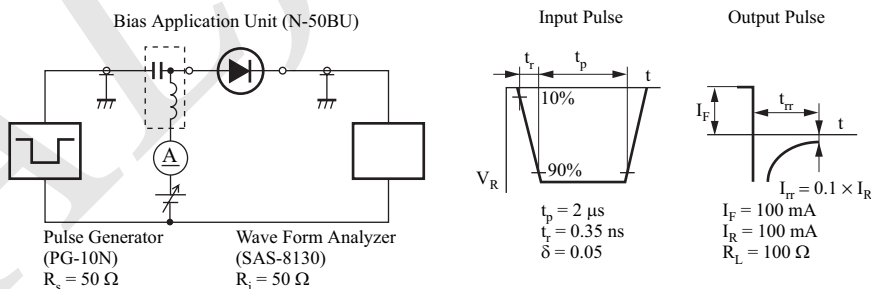 Bias Application Unit (N-50BU)
A
Pulse Generator
(PG-10N)
R_s = 50 Ω
Wave Form Analyzer
(SAS-8130)
R_i = 50 Ω
Input Pulse
t_r
t_p
t
10%
90%
V_R
t_p = 2 μs
t_r = 0.35 ns
δ = 0.05
Output Pulse
I_F
t_rr
t
I_rr = 0.1 × I_R
I_F = 100 mA
I_R = 100 mA
R_L = 100 Ω